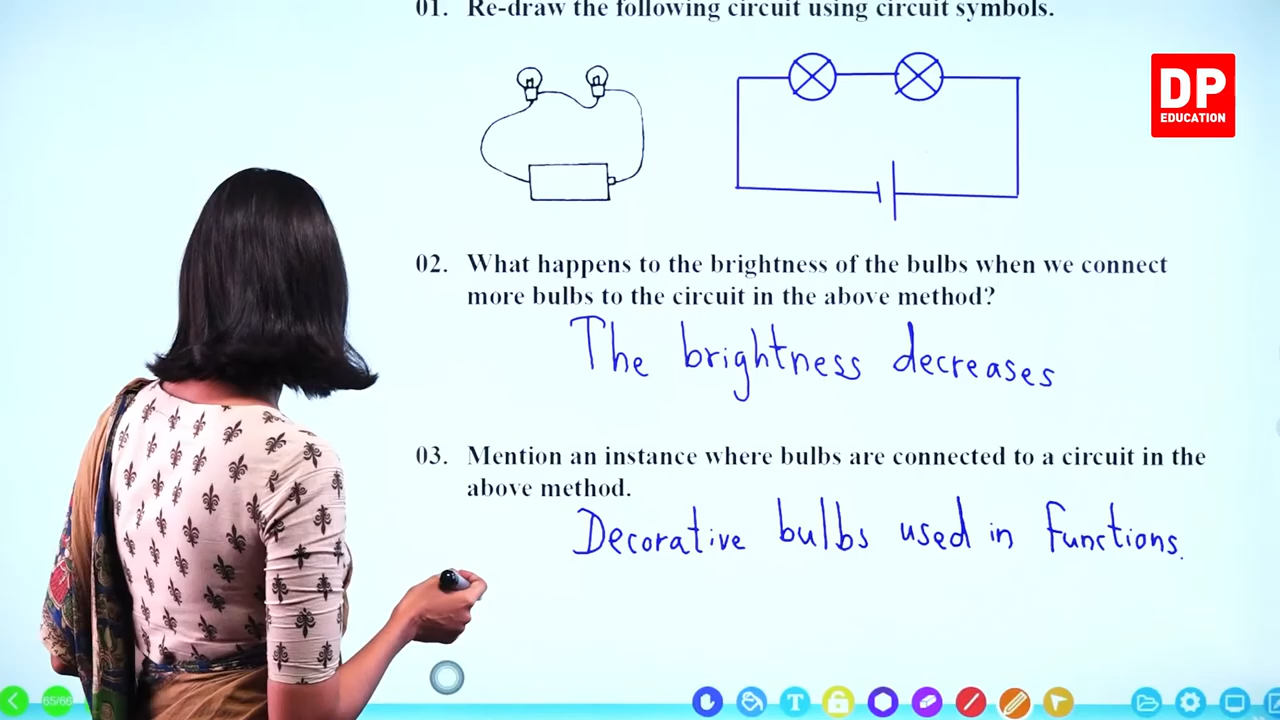 01. Re-draw the following circuit using circuit symbols.
DP
EDUCATION
02. What happens to the brightness of the bulbs when we connect
more bulbs to the circuit in the above method?
The brightness decreases
03. Mention an instance where bulbs are connected to a circuit in the
above method.
Decorative bulbs used in functions.
65/66
T